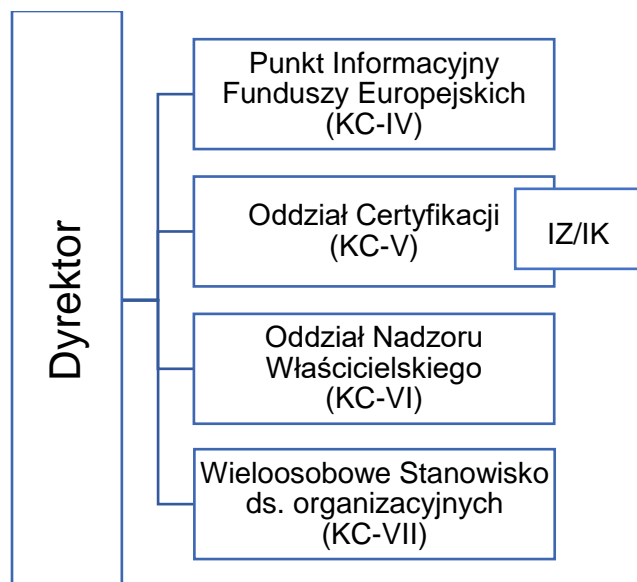 Dyrektor
Punkt Informacyjny
Funduszy Europejskich
(KC-IV)
Oddział Certyfikacji
(KC-V)
IZ/IK
Oddział Nadzoru
Właścicielskiego
(KC-VI)
Wieloosobowe Stanowisko
ds. organizacyjnych
(KC-VII)